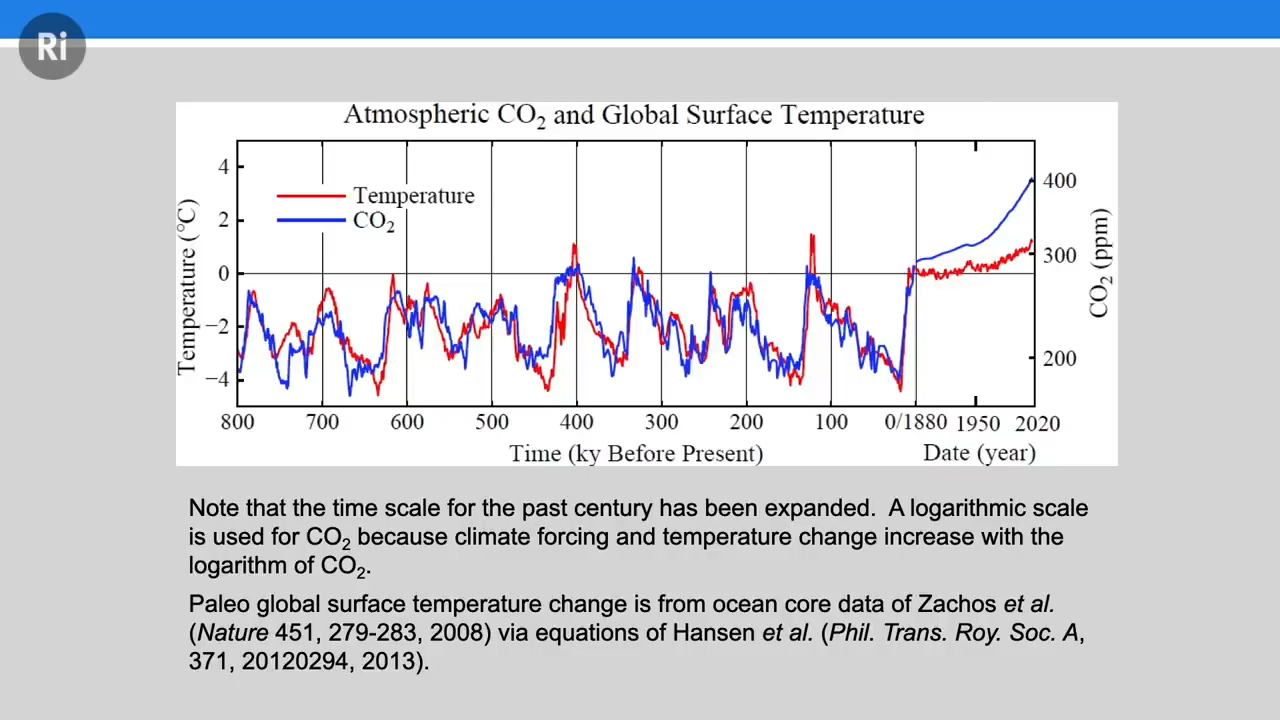 Ri
Atmospheric CO₂ and Global Surface Temperature
Temperature
CO₂
Temperature (°C)
4
2
0
−2
−4
400
300
200
CO₂ (ppm)
800 700 600 500 400 300 200 100 0/1880 1950 2020
Time (ky Before Present) Date (year)
Note that the time scale for the past century has been expanded. A logarithmic scale
is used for CO₂ because climate forcing and temperature change increase with the
logarithm of CO₂.
Paleo global surface temperature change is from ocean core data of Zachos et al.
(Nature 451, 279-283, 2008) via equations of Hansen et al. (Phil. Trans. Roy. Soc. A,
371, 20120294, 2013).